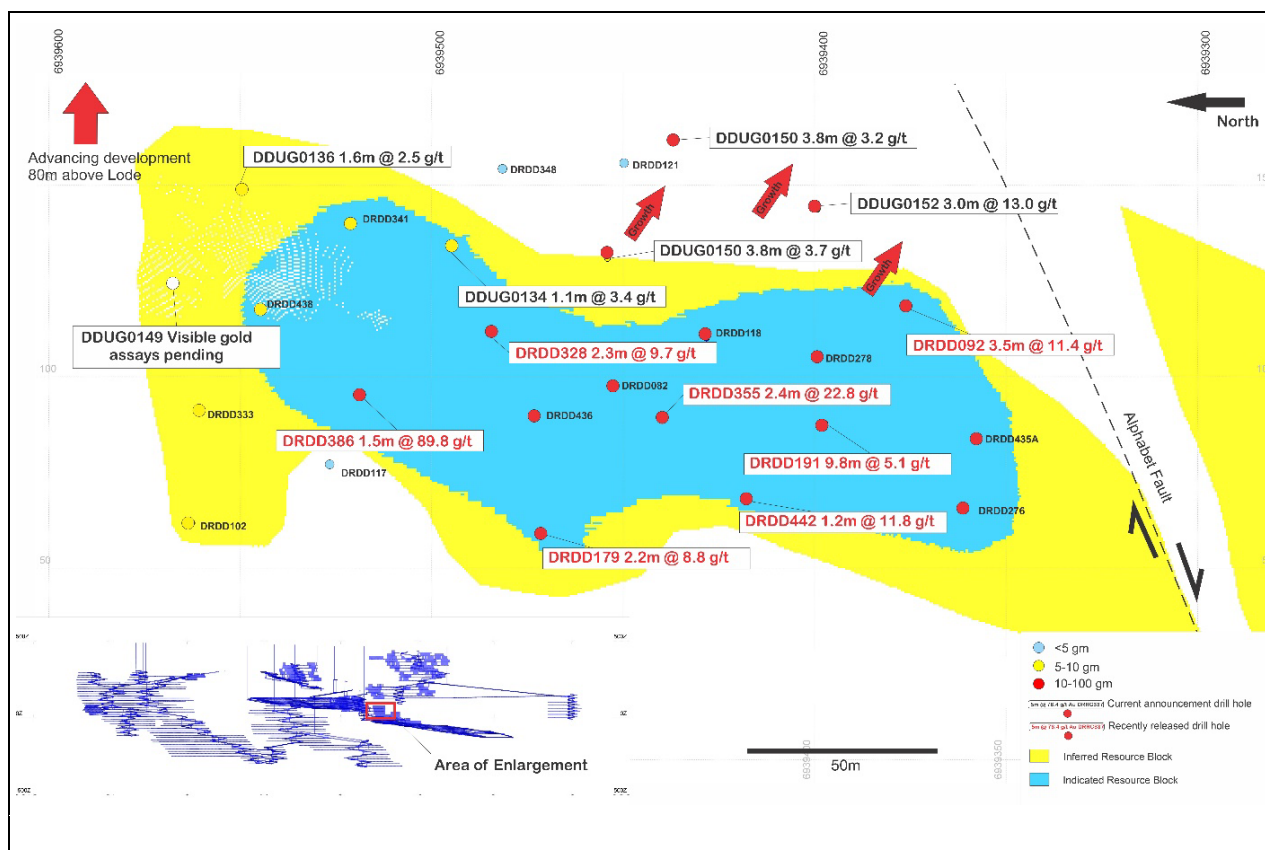 6939600
6939500
6939400
6939300
North
Advancing development
80m above Lode
DDUG0136 1.6m @ 2.5 g/t
DDUG0150 3.8m @ 3.2 g/t
DRDD348
DRDD121
Growth
Growth
DDUG0152 3.0m @ 13.0 g/t
DRDD341
DDUG0150 3.8m @ 3.7 g/t
Growth
DDUG0134 1.1m @ 3.4 g/t
DRDD438
DDUG0149 Visible gold
assays pending
DRDD328 2.3m @ 9.7 g/t
DRDD118
DRDD092 3.5m @ 11.4 g/t
DRDD278
100
DRDD082
DRDD355 2.4m @ 22.8 g/t
DRDD333
DRDD386 1.5m @ 89.8 g/t
DRDD436
DRDD435A
DRDD117
DRDD191 9.8m @ 5.1 g/t
Alphabet Fault
DRDD442 1.2m @ 11.8 g/t
DRDD276
DRDD102
DRDD179 2.2m @ 8.8 g/t
50
50
<5 gm
5-10 gm
10-100 gm
Current announcement drill hole
Recently released drill hole
Inferred Resource Block
Indicated Resource Block
Area of Enlargement
50m
6939400
6939350